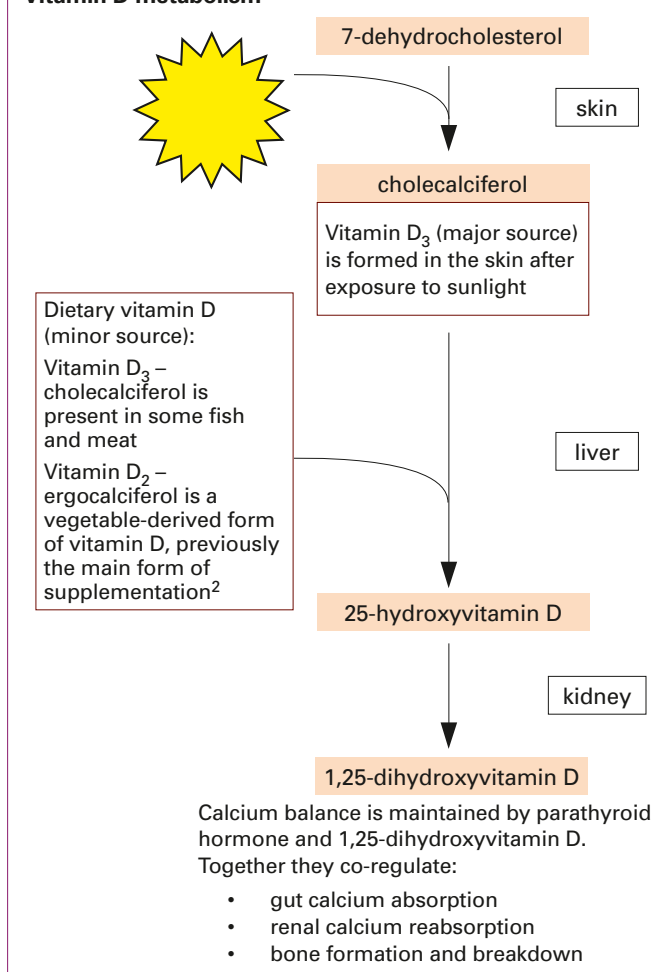 Vitamin D metabolism
7-dehydrocholesterol
skin
cholecalciferol
Vitamin D3 (major source)
is formed in the skin after
exposure to sunlight
Dietary vitamin D
(minor source):
Vitamin D3 –
cholecalciferol is
present in some fish
and meat
Vitamin D2 –
ergocalciferol is a
vegetable-derived form
of vitamin D, previously
the main form of
supplementation2
liver
25-hydroxyvitamin D
kidney
1,25-dihydroxyvitamin D
Calcium balance is maintained by parathyroid
hormone and 1,25-dihydroxyvitamin D.
Together they co-regulate:
• gut calcium absorption
• renal calcium reabsorption
• bone formation and breakdown